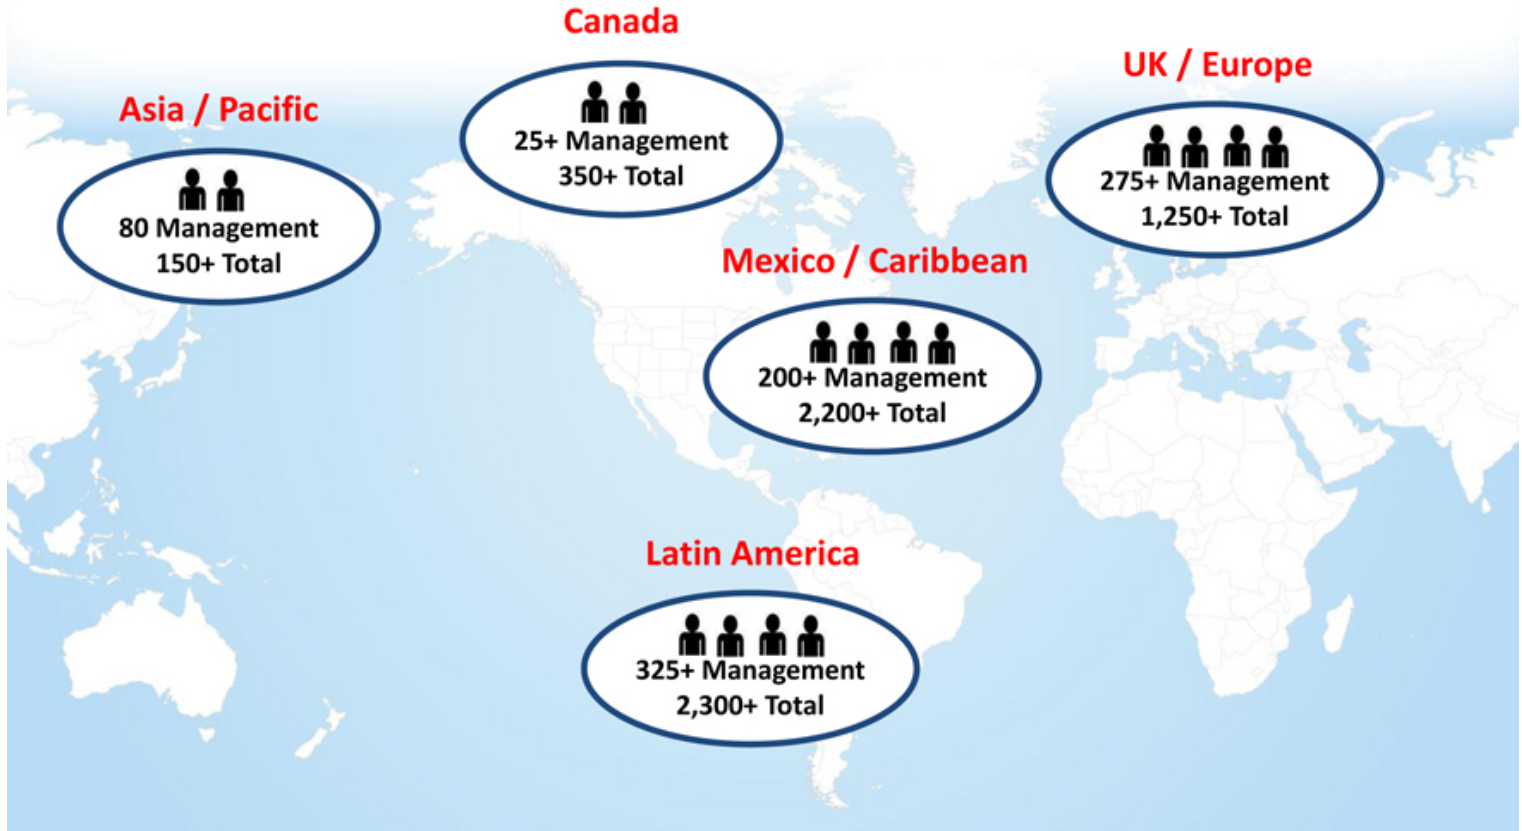 Canada
25+ Management
350+ Total
UK / Europe
275+ Management
1,250+ Total
Asia / Pacific
80 Management
150+ Total
Mexico / Caribbean
200+ Management
2,200+ Total
Latin America
325+ Management
2,300+ Total